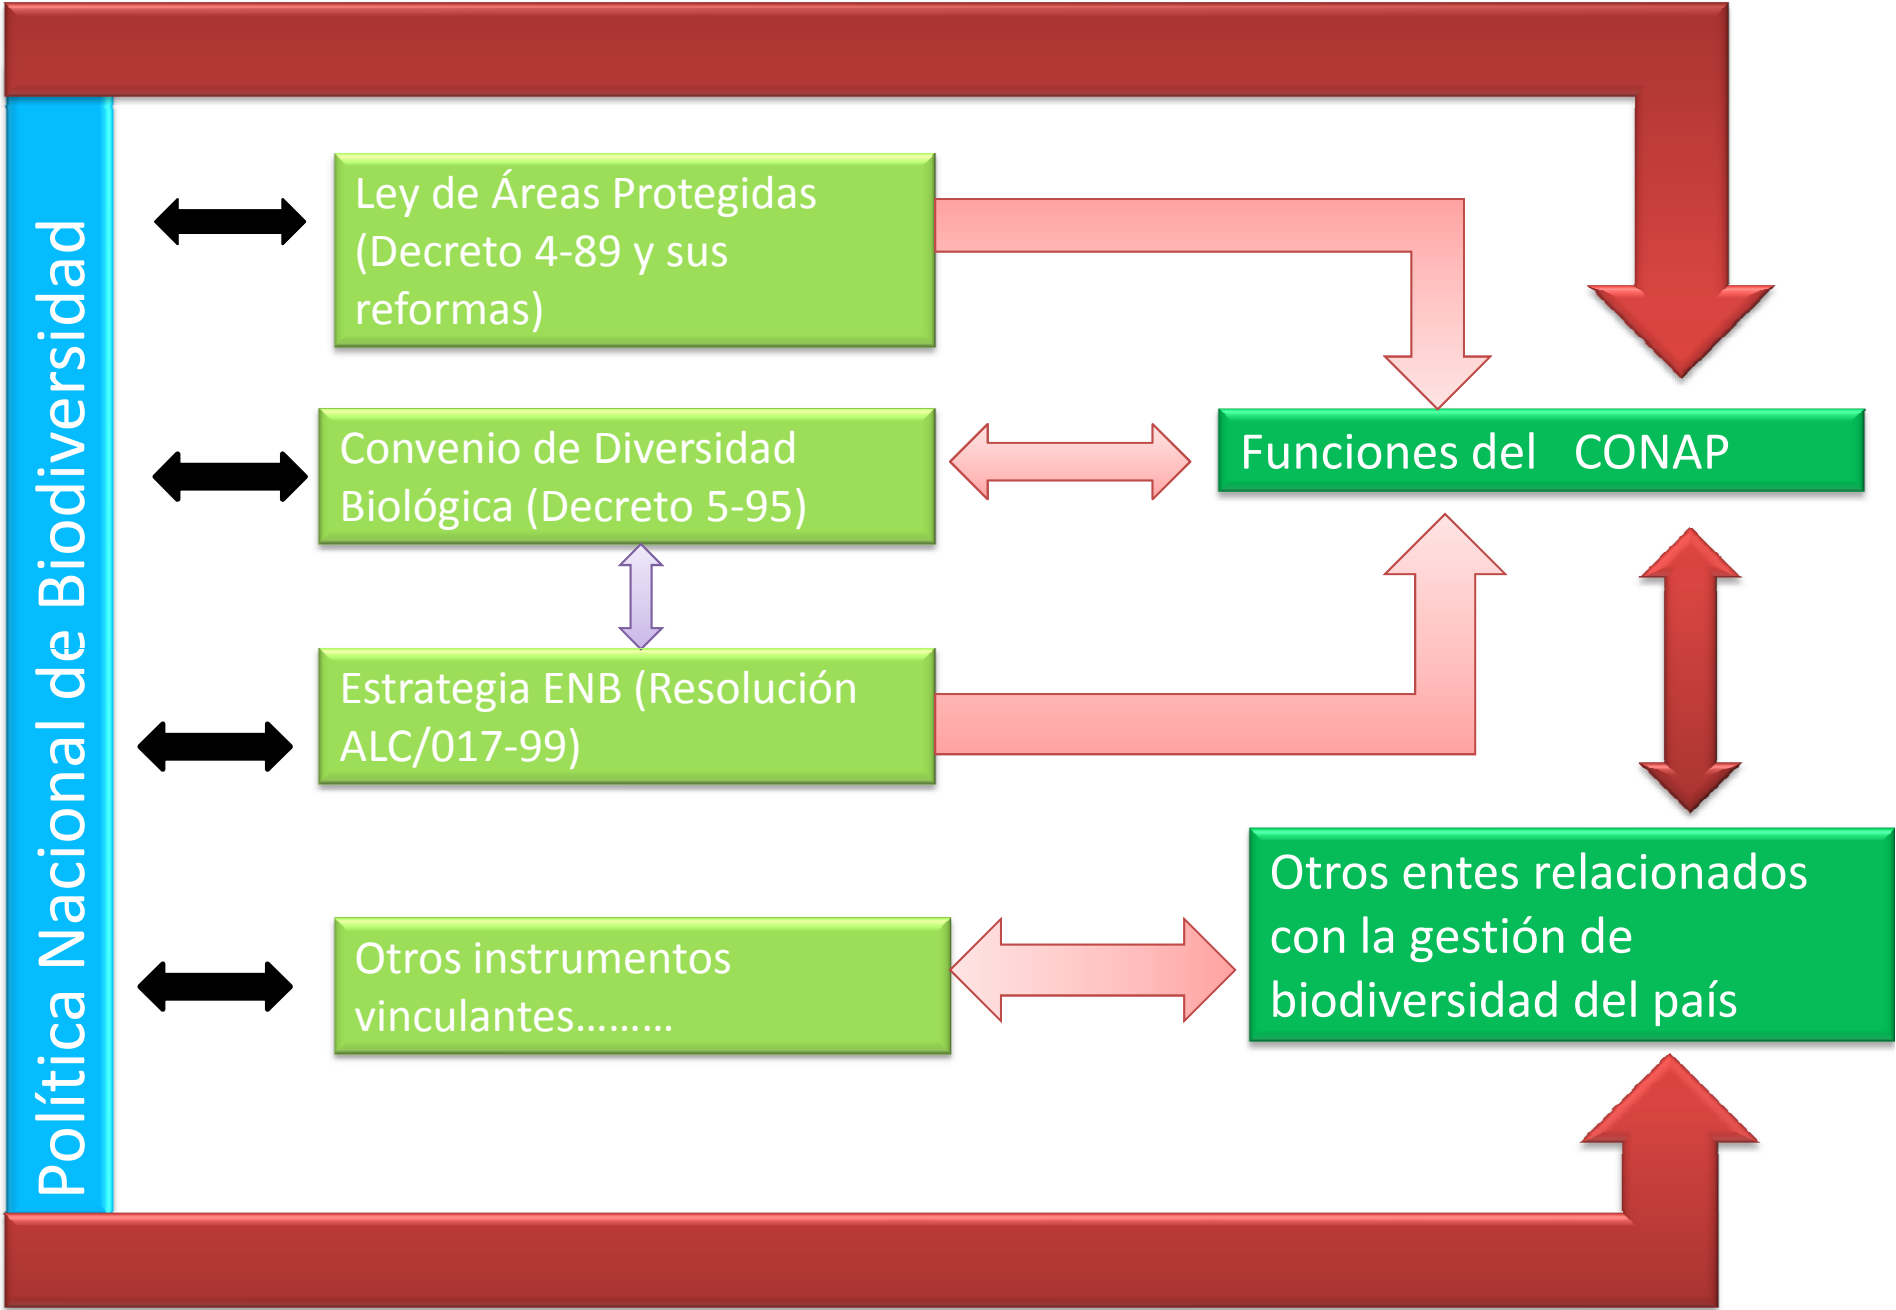 Política Nacional de Biodiversidad
Ley de Áreas Protegidas
(Decreto 4-89 y sus
reformas)
Convenio de Diversidad
Biológica (Decreto 5-95)
Funciones del   CONAP
Estrategia ENB (Resolución
ALC/017-99)
Otros instrumentos
vinculantes………
Otros entes relacionados
con la gestión de
biodiversidad del país